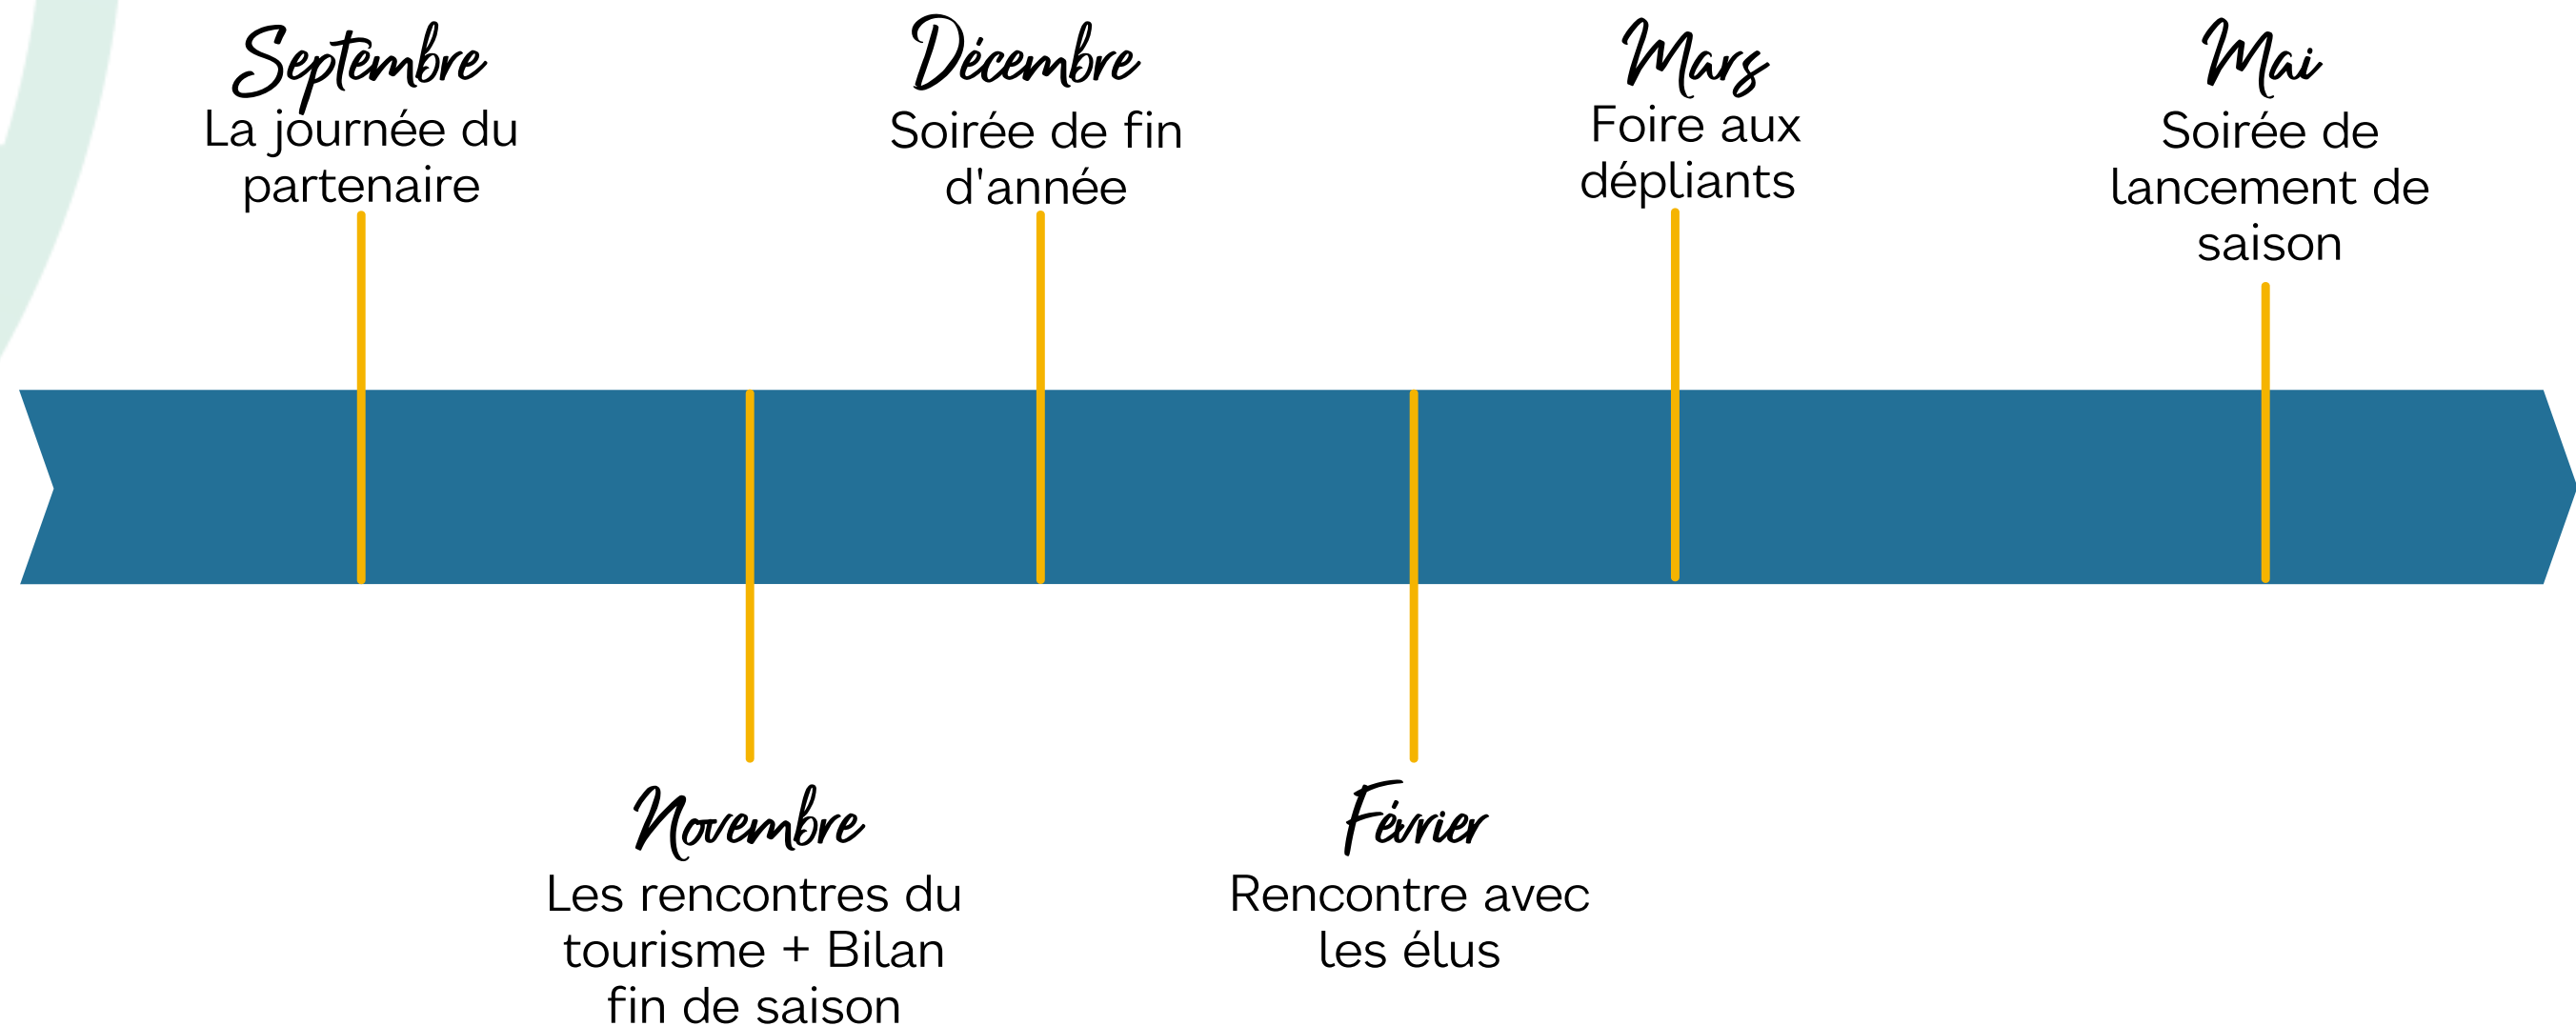 Septembre
La journée du
partenaire
Décembre
Soirée de fin
d'année
Mars
Foire aux
dépliants
Mai
Soirée de
lancement de
saison
Novembre
Les rencontres du
tourisme + Bilan
fin de saison
Février
Rencontre avec
les élus